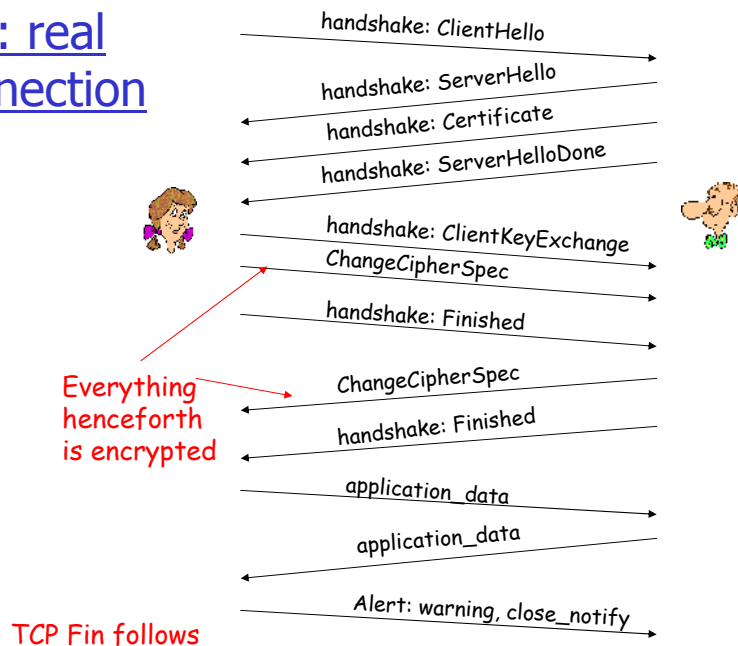 : real
nection
handshake: ClientHello
handshake: ServerHello
handshake: Certificate
handshake: ServerHelloDone
handshake: ClientKeyExchange
ChangeCipherSpec
handshake: Finished
Everything
henceforth
is encrypted
ChangeCipherSpec
handshake: Finished
application_data
application_data
Alert: warning, close_notify
TCP Fin follows